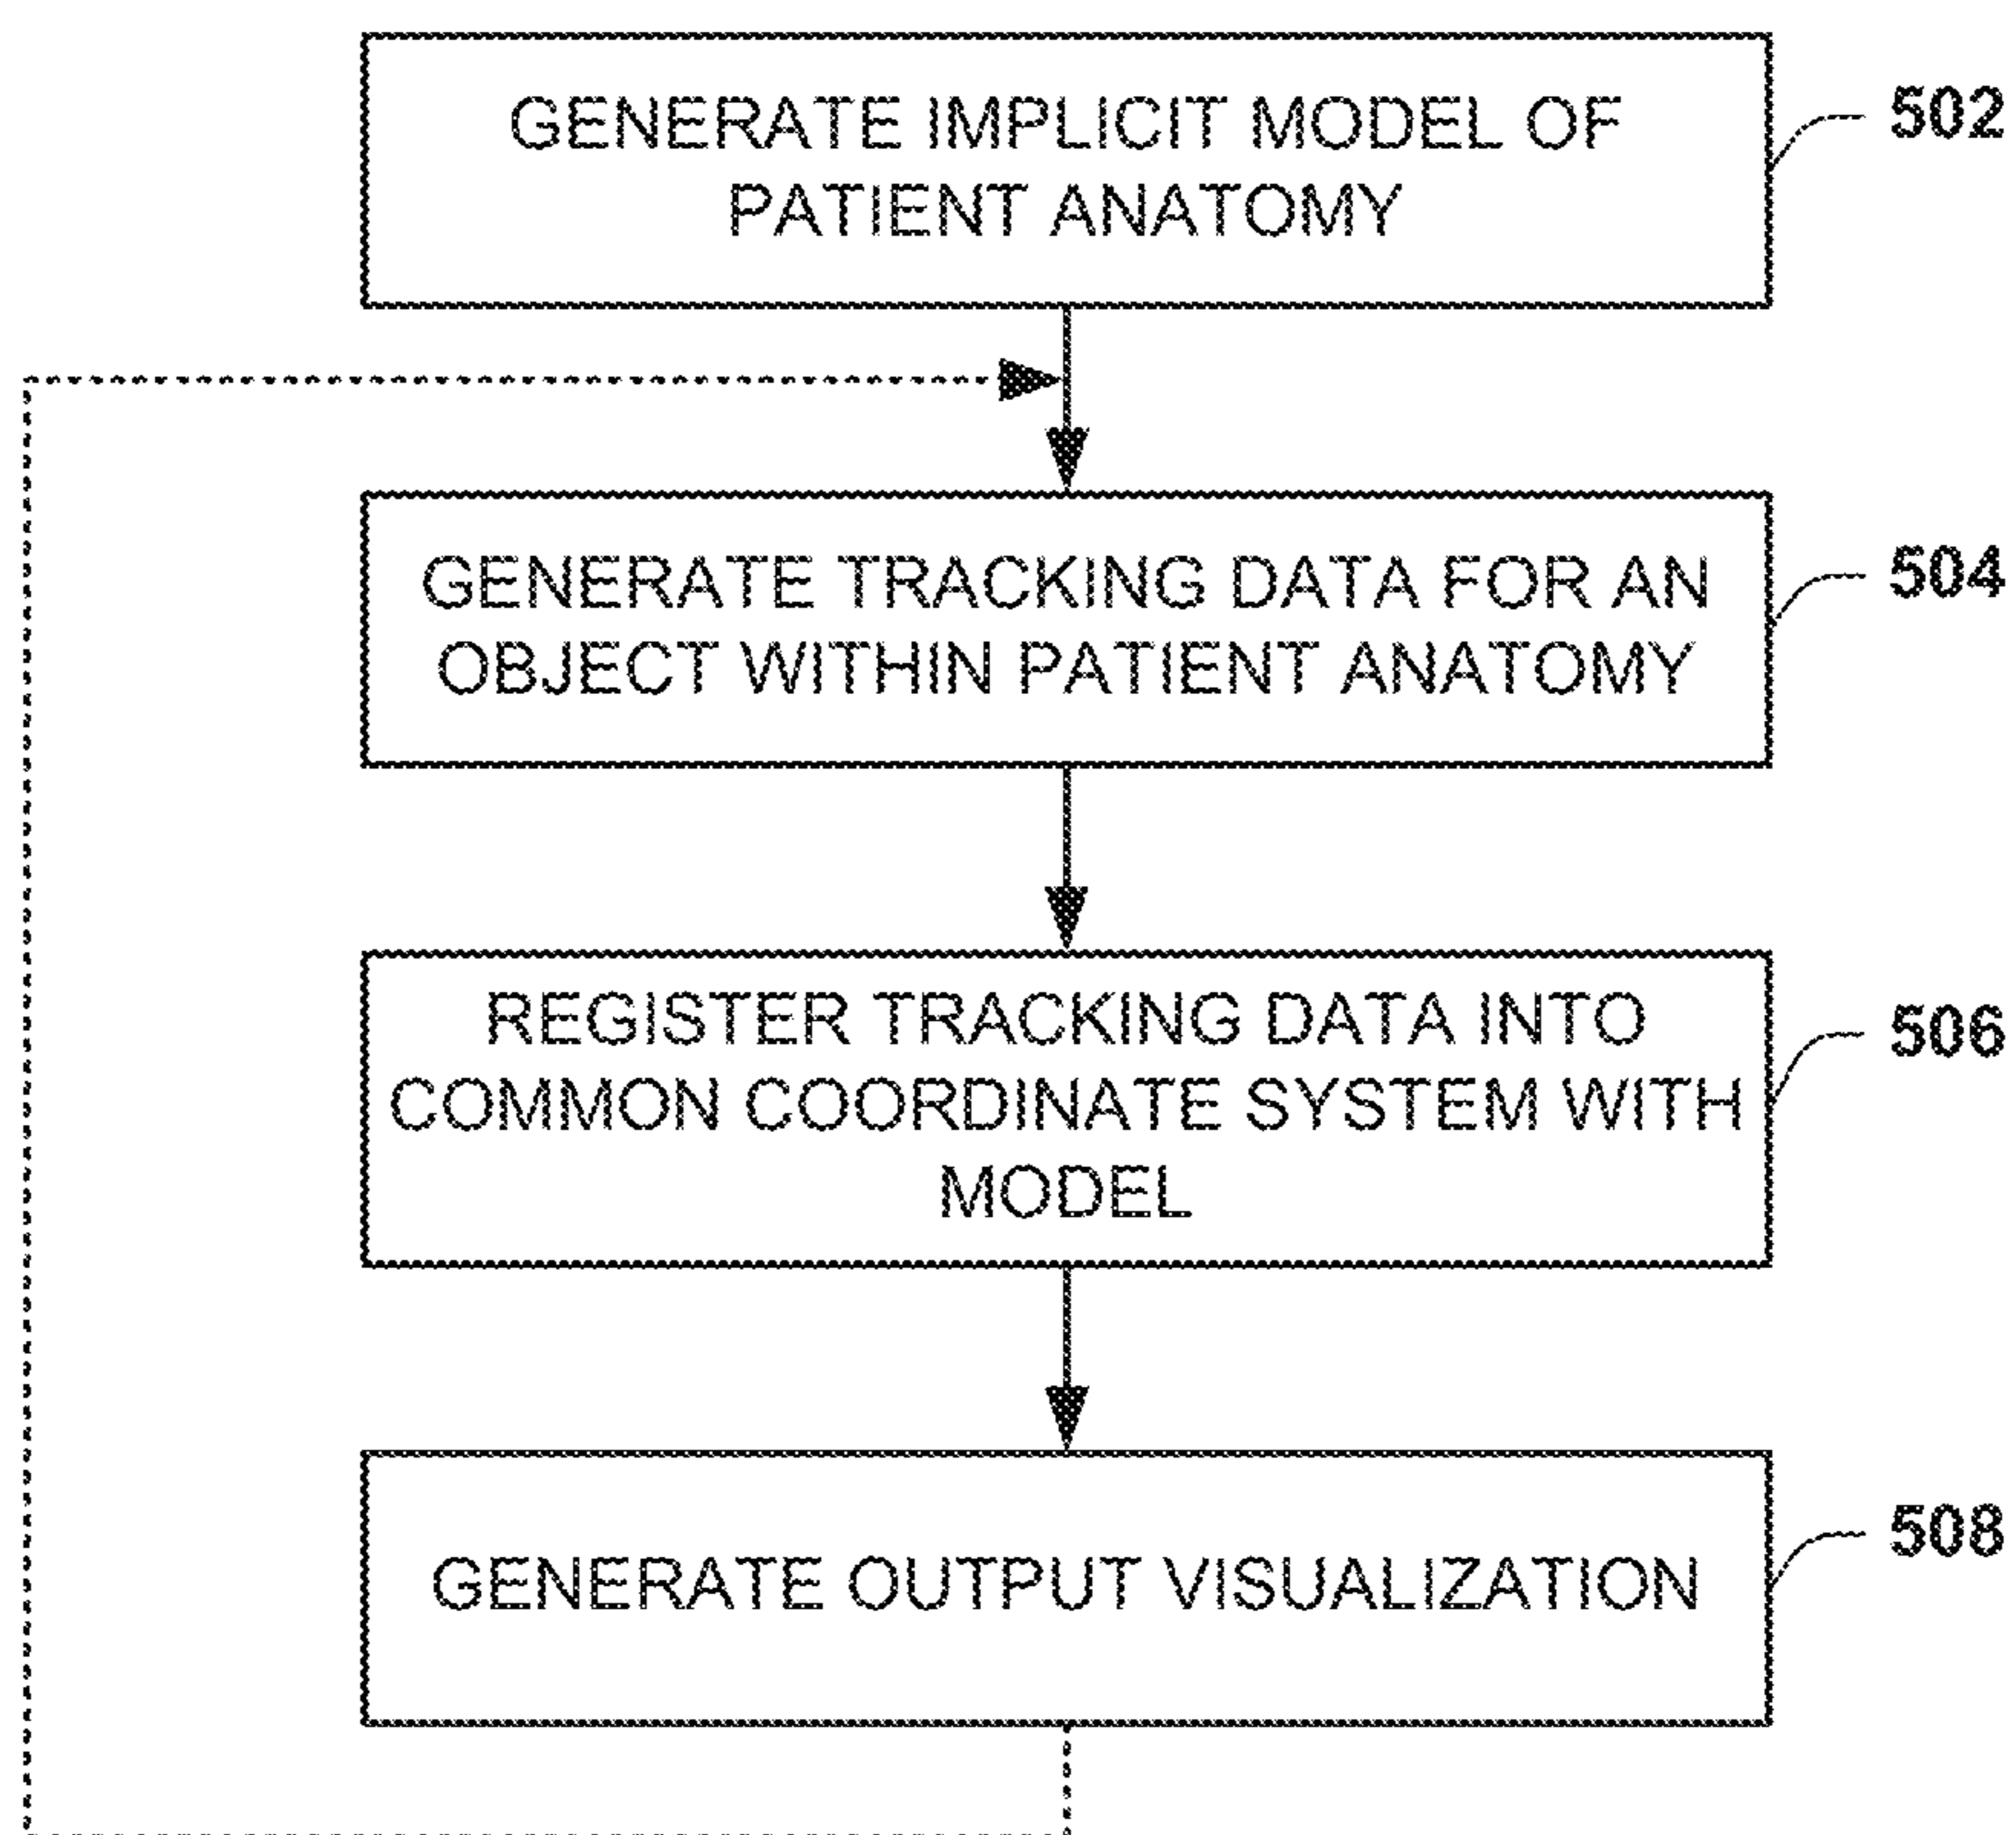 GENERATE IMPLICIT MODEL OF
PATIENT ANATOMY
502
GENERATE TRACKING DATA FOR AN
OBJECT WITHIN PATIENT ANATOMY
504
REGISTER TRACKING DATA INTO
COMMON COORDINATE SYSTEM WITH
MODEL
506
GENERATE OUTPUT VISUALIZATION
508